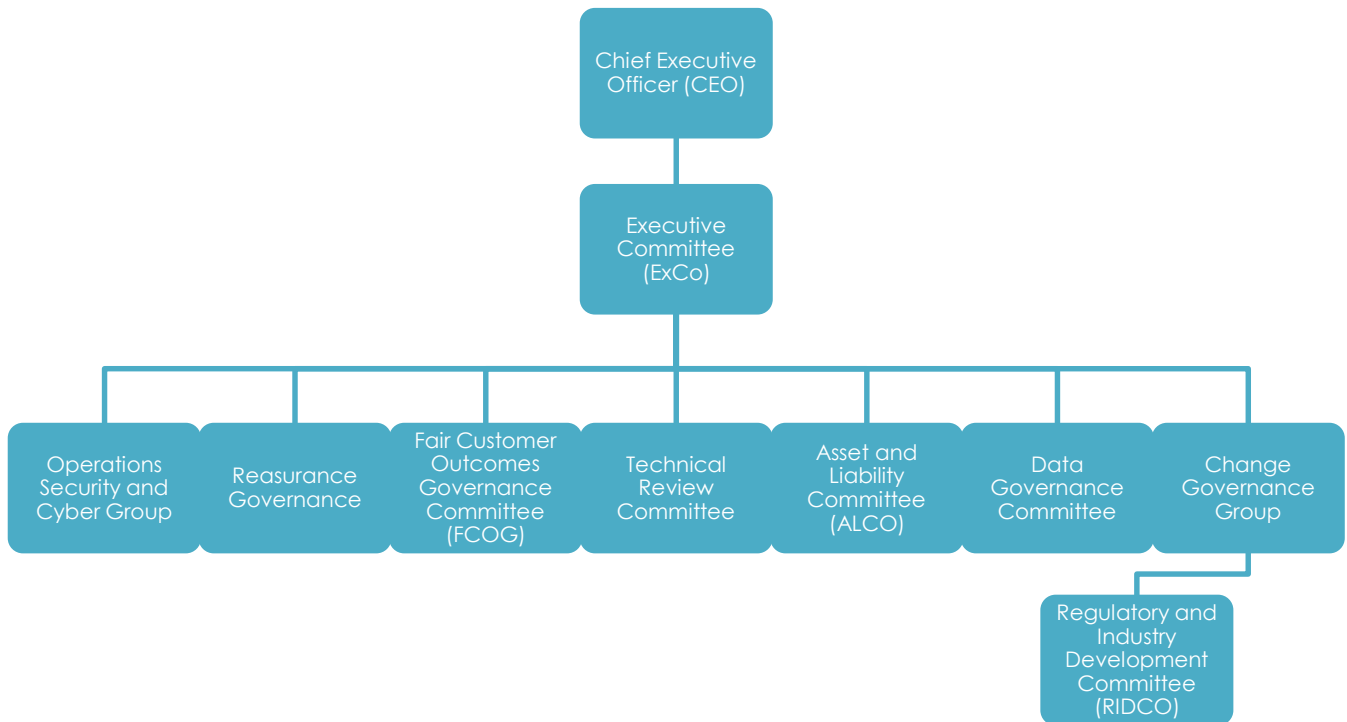 Chief Executive
Officer (CEO)
Executive
Committee
(ExCo)
Operations
Security and
Cyber Group
Reasurance
Governance
Fair Customer
Outcomes
Governance
Committee
(FCOG)
Technical
Review
Committee
Asset and
Liability
Committee
(ALCO)
Data
Governance
Committee
Change
Governance
Group
Regulatory and
Industry
Development
Committee
(RIDCO)